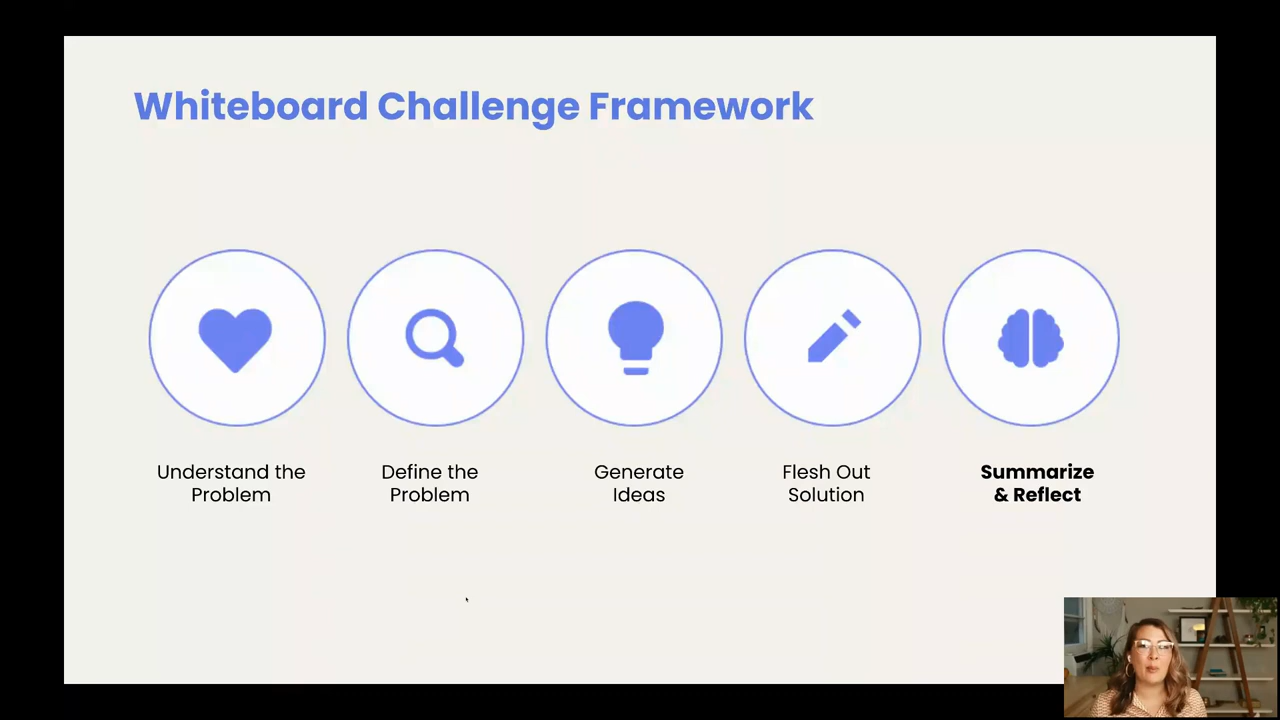 Whiteboard Challenge Framework
Understand the
Problem
Define the
Problem
Generate
Ideas
Flesh Out
Solution
Summarize
& Reflect